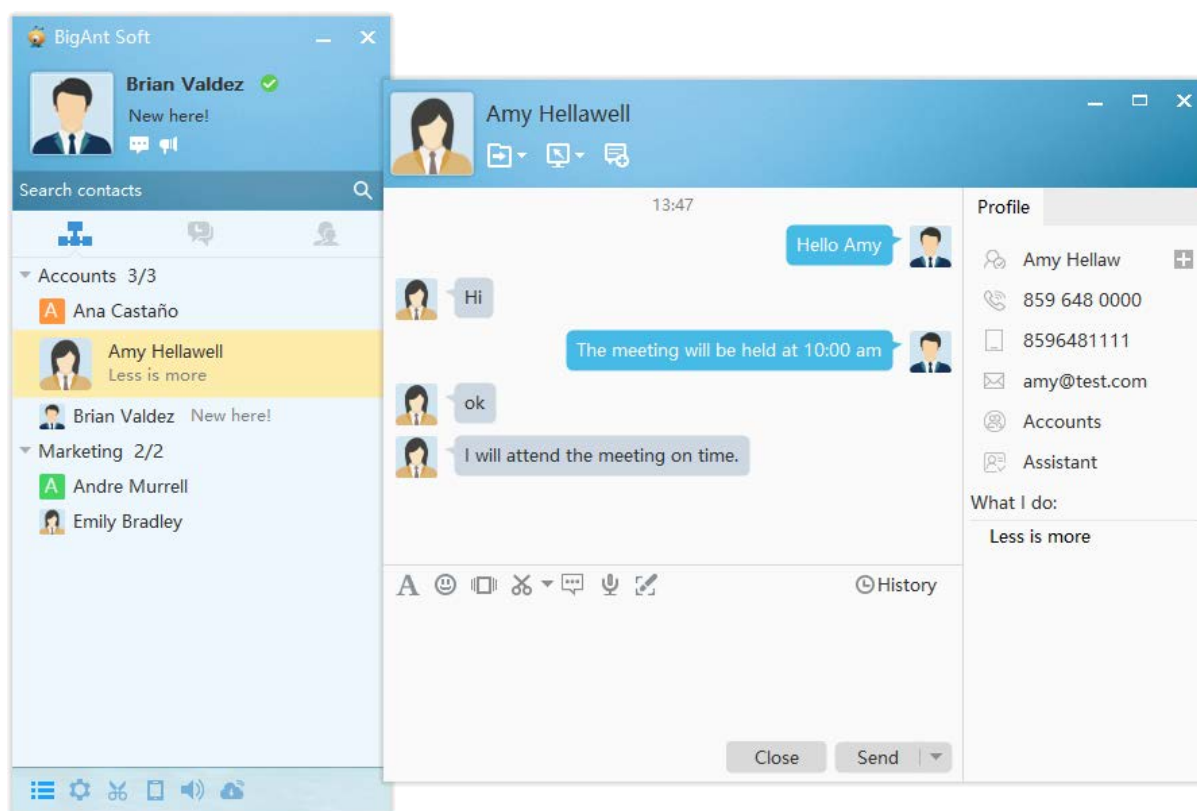 BigAnt Soft
Brian Valdez
New here!
Search contacts
Accounts 3/3
A Ana Castaño
Amy Hellawell
Less is more
Brian Valdez New here!
Marketing 2/2
A Andre Murrell
Emily Bradley
Amy Hellawell
13:47
Hello Amy
Hi
The meeting will be held at 10:00 am
ok
I will attend the meeting on time.
A
History
Close Send
Profile
Amy Hellaw
859 648 0000
8596481111
amy@test.com
Accounts
Assistant
What I do:
Less is more